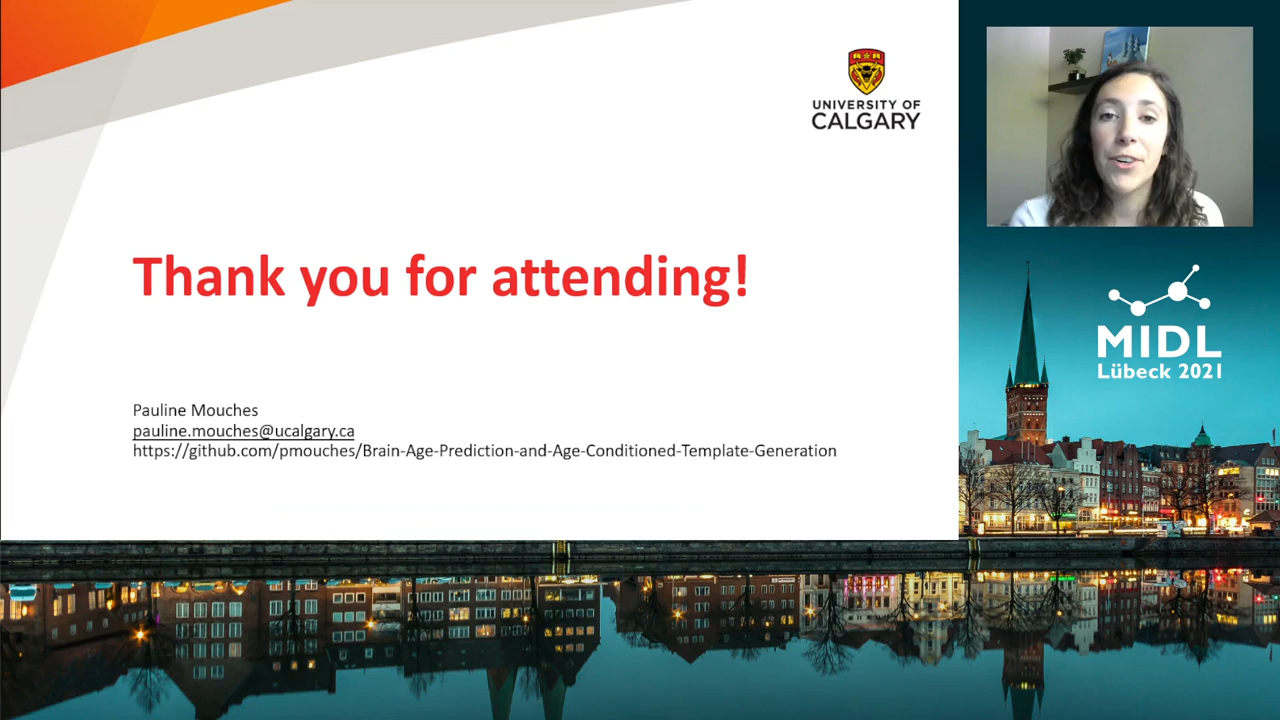 UNIVERSITY OF
CALGARY
Thank you for attending!
Pauline Mouches
pauline.mouches@ucalgary.ca
https://github.com/pmouches/Brain-Age-Prediction-and-Age-Conditioned-Template-Generation
MIDL
Lübeck 2021